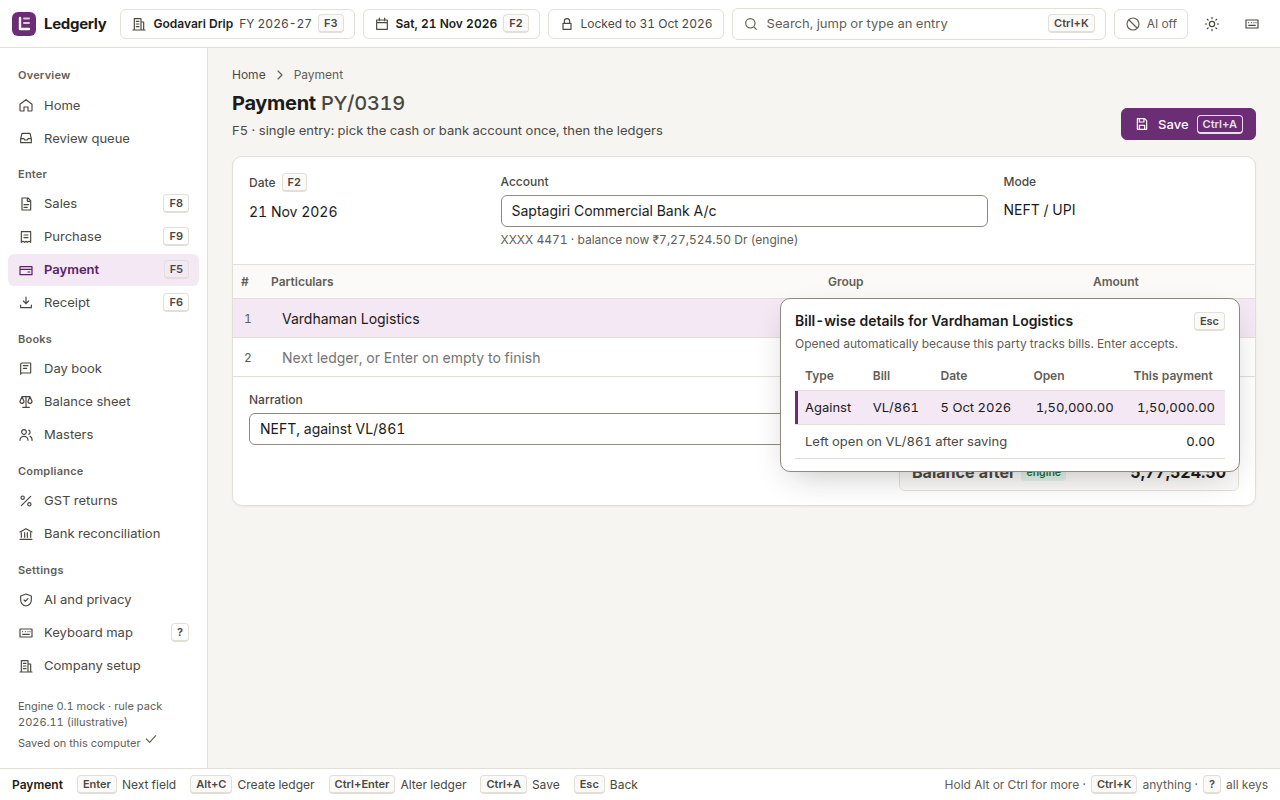 Ledgerly
Godavari Drip FY 2026-27 F3
Sat, 21 Nov 2026 F2
Locked to 31 Oct 2026
Search, jump or type an entry Ctrl+K
AI off
Overview
Home
Review queue
Enter
Sales F8
Purchase F9
Payment F5
Receipt F6
Books
Day book
Balance sheet
Masters
Compliance
GST returns
Bank reconciliation
Settings
AI and privacy
Keyboard map ?
Company setup
Engine 0.1 mock · rule pack
2026.11 (illustrative)
Saved on this computer
Home Payment
Payment PY/0319
F5 · single entry: pick the cash or bank account once, then the ledgers
Save Ctrl+A
Date F2
21 Nov 2026
Account
Saptagiri Commercial Bank A/c
XXXX 4471 · balance now ₹7,27,524.50 Dr (engine)
Mode
NEFT / UPI
# Particulars Group Amount
1 Vardhaman Logistics
2 Next ledger, or Enter on empty to finish
Narration
NEFT, against VL/861
Bill-wise details for Vardhaman Logistics Esc
Opened automatically because this party tracks bills. Enter accepts.
Type Bill Date Open This payment
Against VL/861 5 Oct 2026 1,50,000.00 1,50,000.00
Left open on VL/861 after saving 0.00
Balance after engine 5,77,524.50
Payment Enter Next field Alt+C Create ledger Ctrl+Enter Alter ledger Ctrl+A Save Esc Back
Hold Alt or Ctrl for more · Ctrl+K anything · ? all keys